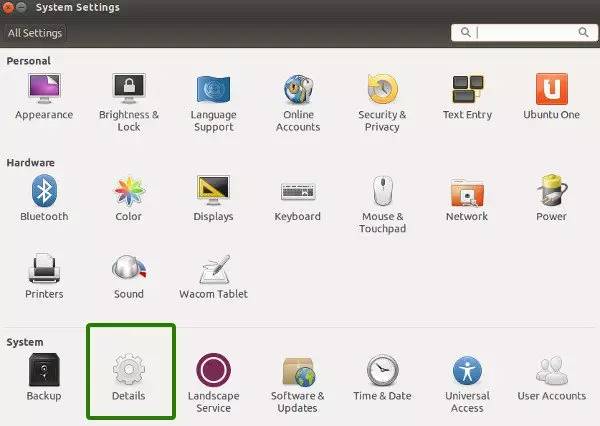 System Settings
All Settings
Personal
Appearance
Brightness &
Lock
Language
Support
Online
Accounts
Security &
Privacy
Text Entry
Ubuntu One
Hardware
Bluetooth
Color
Displays
Keyboard
Mouse &
Touchpad
Network
Power
Printers
Sound
Wacom Tablet
System
Backup
Details
Landscape
Service
Software &
Updates
Time & Date
Universal
Access
User Accounts